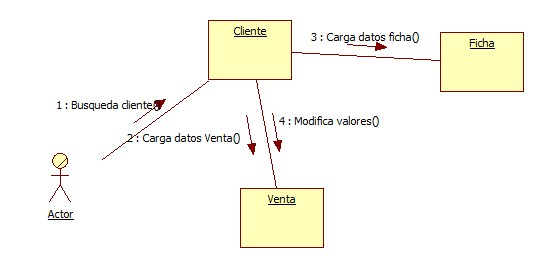 Cliente
3 : Carga datos ficha()
Ficha
1 : Busqueda cliente()
2 : Carga datos Venta()
4 : Modifica valores()
Actor
Venta